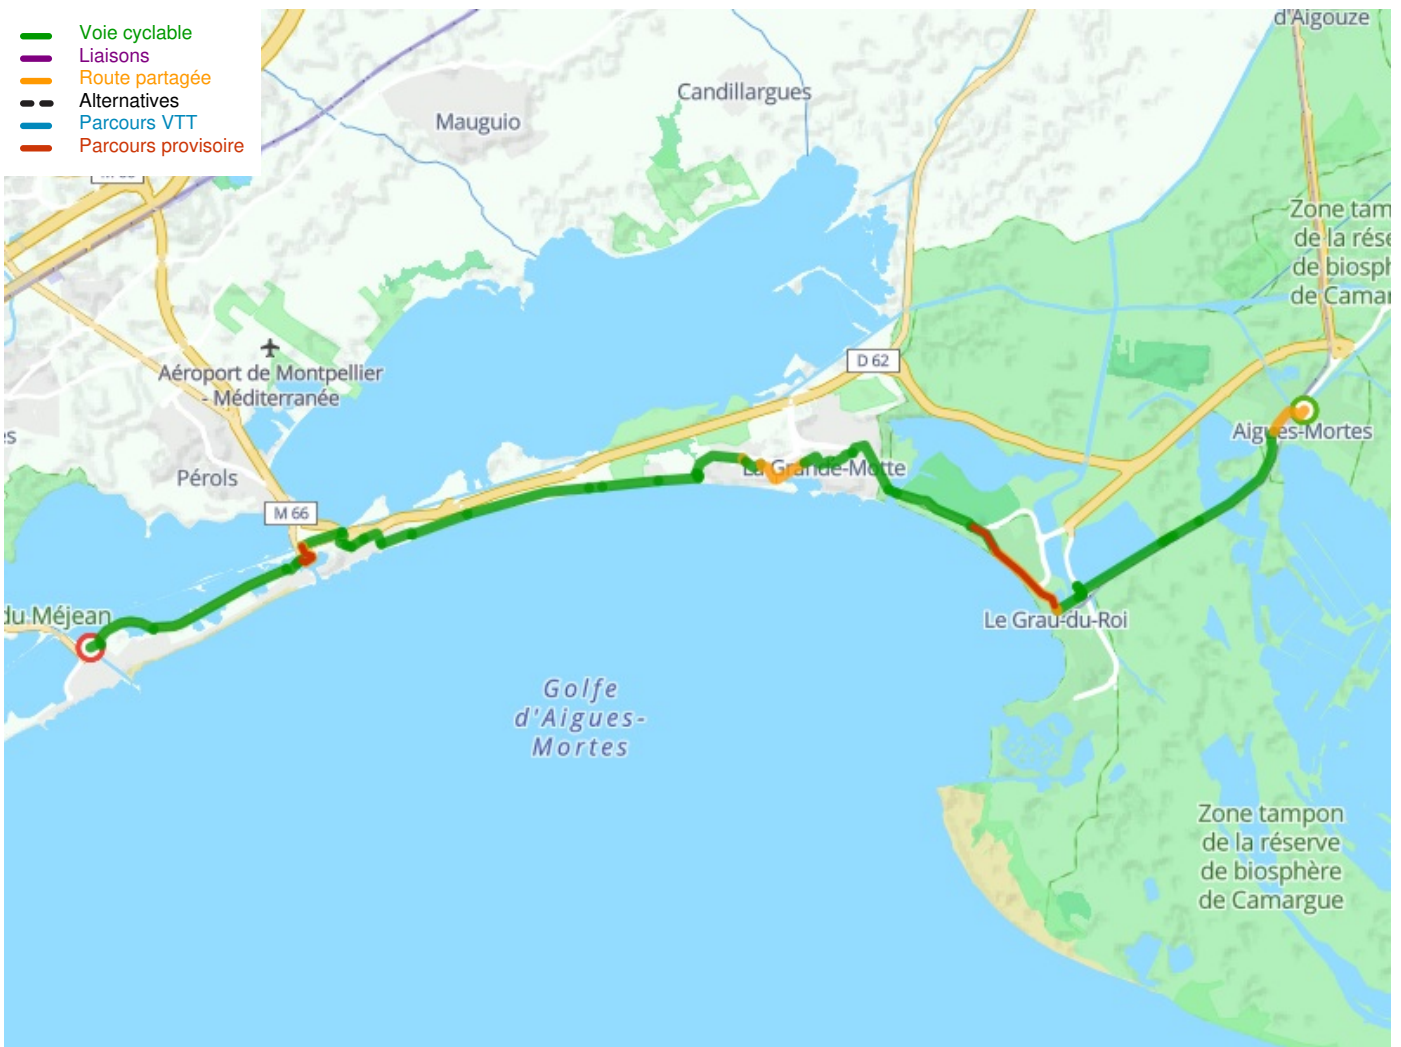 Voie cyclable
Liaisons
Route partagée
Alternatives
Parcours VTT
Parcours provisoire
d'Aigouze
Candillargues
Mauguio
Zone tam
de la rése
de biosph
de Camar
D 62
Aéroport de Montpellier
- Méditerranée
Aigues-Mortes
es
La Grande-Motte
Pérols
M 66
du Méjean
Le Grau-du-Roi
Golfe
d'Aigues-
Mortes
Zone tampon
de la réserve
de biosphère
de Camargue